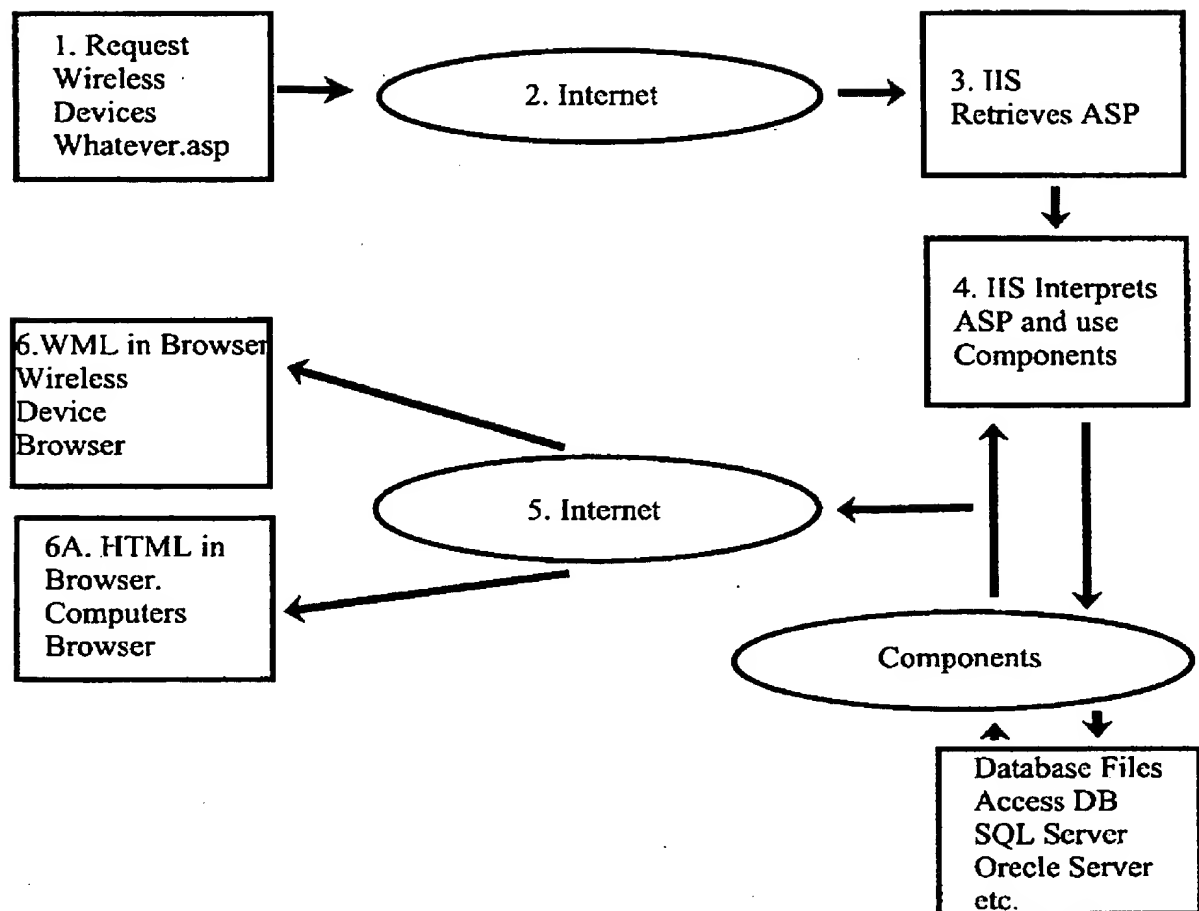 1. Request
Wireless
Devices
Whatever.asp
2. Internet
3. IIS
Retrieves ASP
4. IIS Interprets
ASP and use
Components
6.WML in Browser
Wireless
Device
Browser
5. Internet
6A. HTML in
Browser.
Computers
Browser
Components
Database Files
Access DB
SQL Server
Orecle Server
etc.